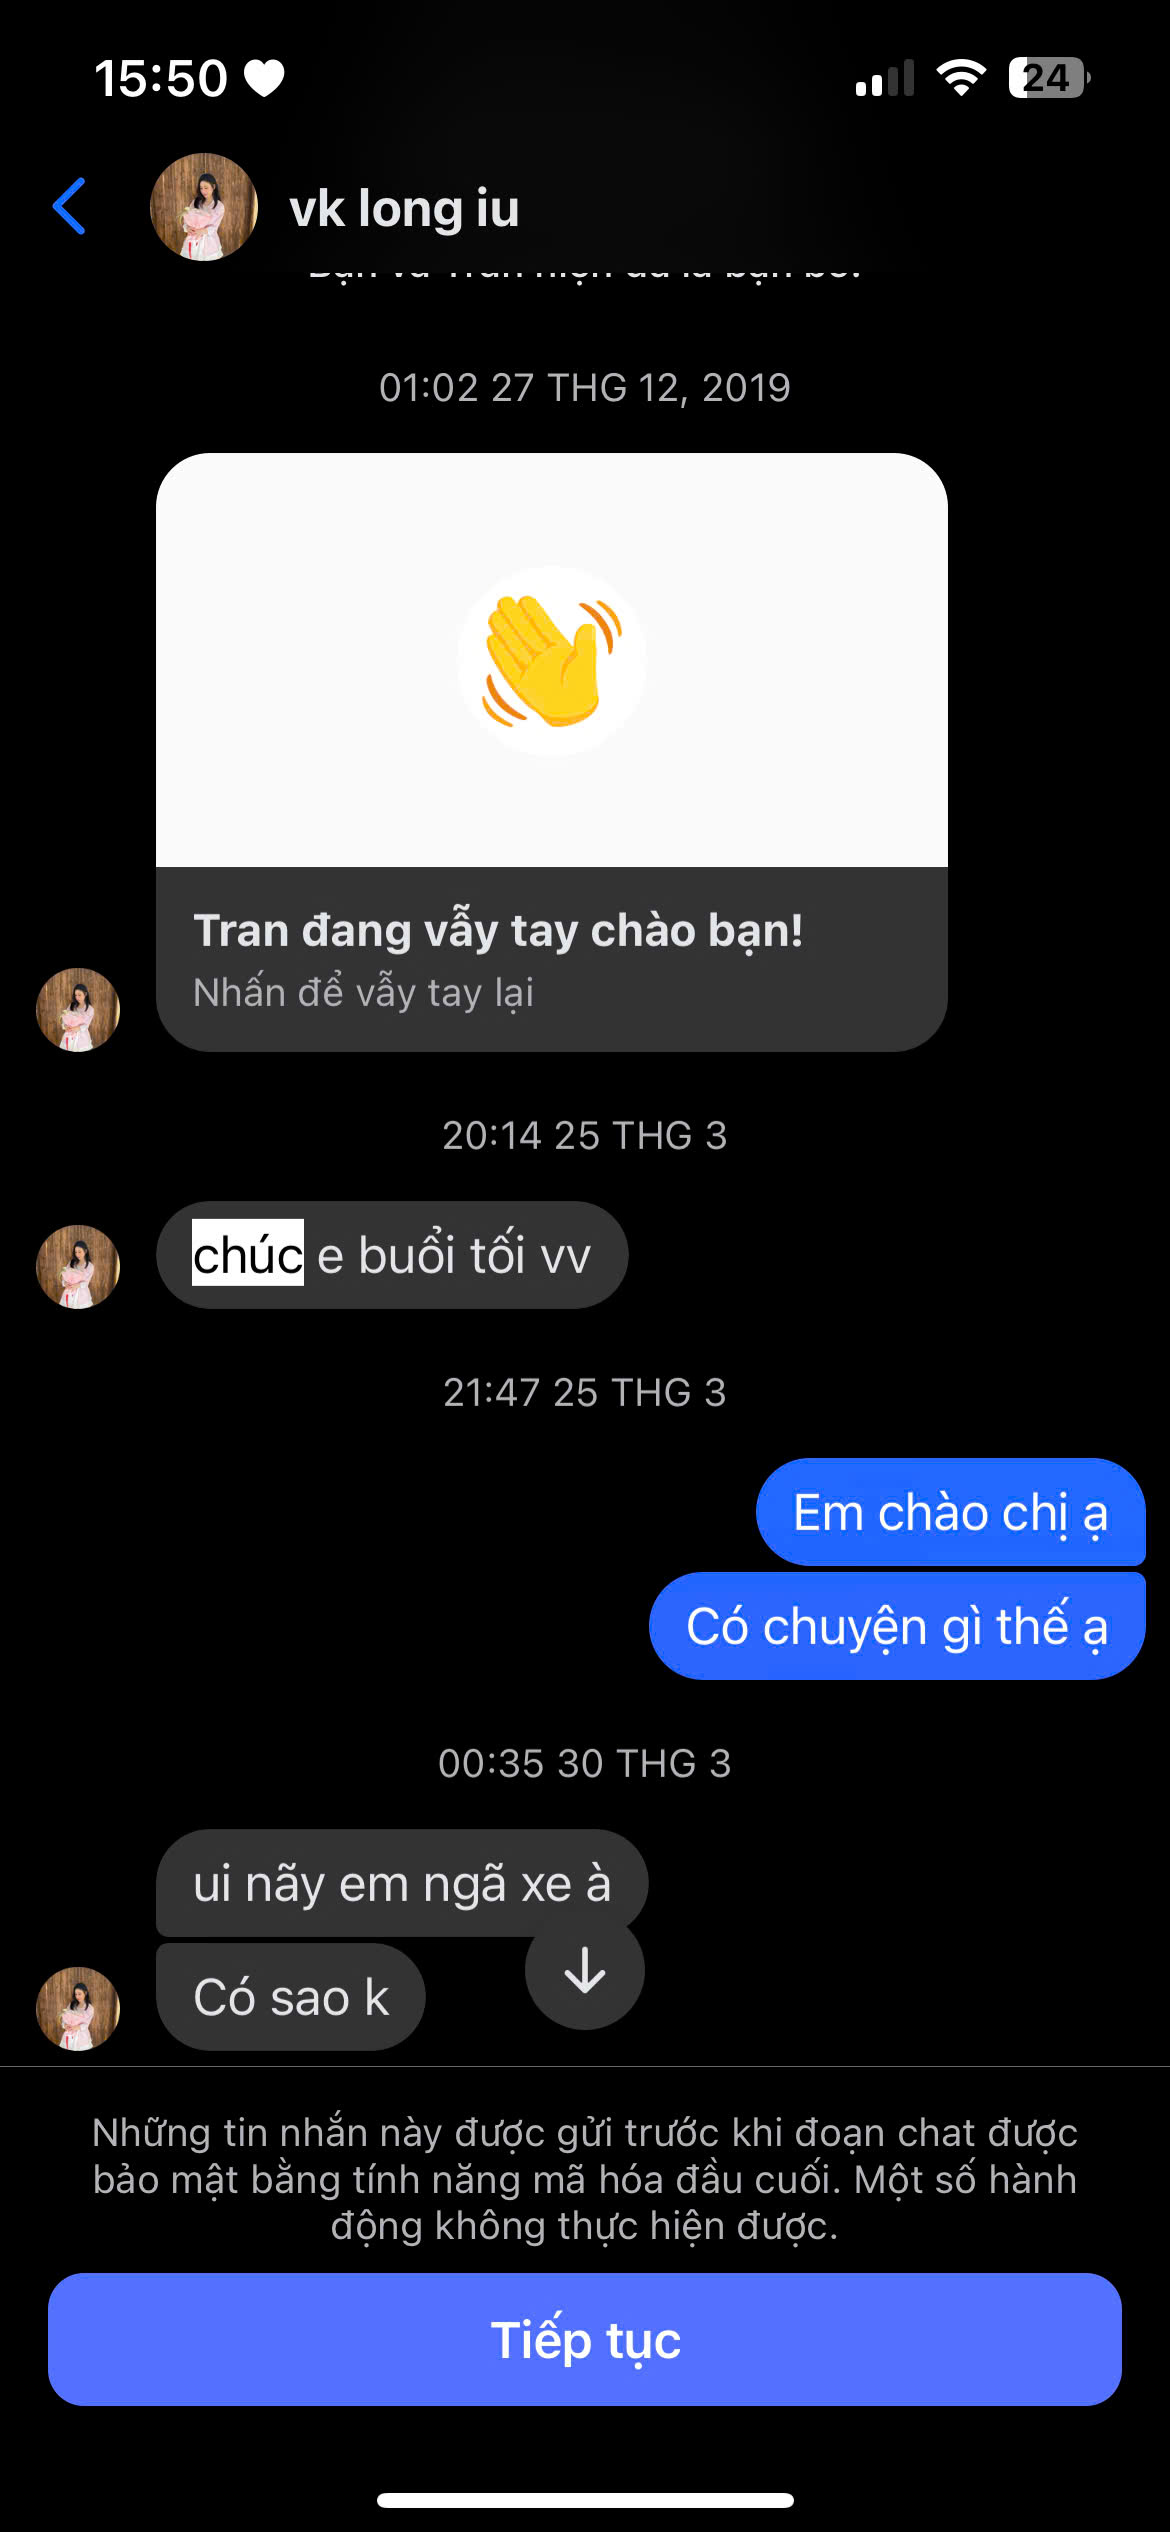 15:50
24
vk long iu
01:02 27 THG 12, 2019
Tran đang vẫy tay chào bạn!
Nhấn để vẫy tay lại
20:14 25 THG 3
chúc e buổi tối vv
21:47 25 THG 3
Em chào chị ạ
Có chuyện gì thế ạ
00:35 30 THG 3
ui nãy em ngã xe à
Có sao k
Những tin nhắn này được gửi trước khi đoạn chat được
bảo mật bằng tính năng mã hóa đầu cuối. Một số hành
động không thực hiện được.
Tiếp tục